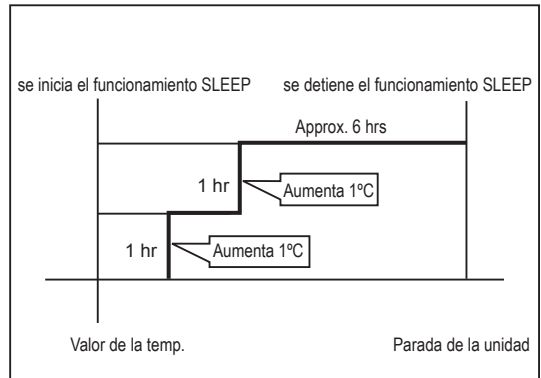 se inicia el funcionamiento SLEEP
se detiene el funcionamiento SLEEP
Approx. 6 hrs
1 hr
Aumenta 1ºC
1 hr
Aumenta 1ºC
Valor de la temp.
Parada de la unidad